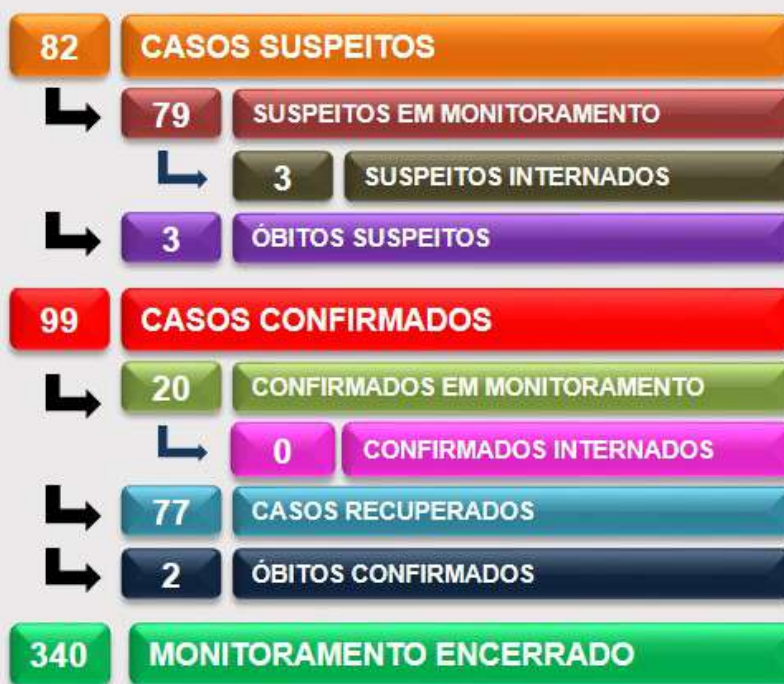 82 CASOS SUSPEITOS
79 SUSPEITOS EM MONITORAMENTO
3 SUSPEITOS INTERNADOS
3 ÓBITOS SUSPEITOS
99 CASOS CONFIRMADOS
20 CONFIRMADOS EM MONITORAMENTO
0 CONFIRMADOS INTERNADOS
77 CASOS RECUPERADOS
2 ÓBITOS CONFIRMADOS
340 MONITORAMENTO ENCERRADO